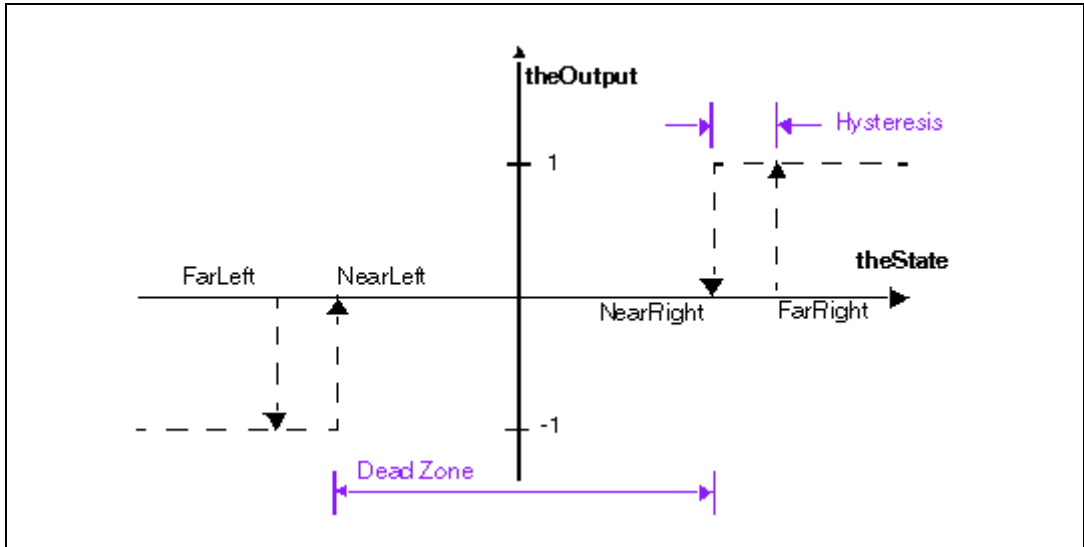 theOutput
Hysteresis
1
theState
FarLeft
NearLeft
NearRight
FarRight
-1
Dead Zone